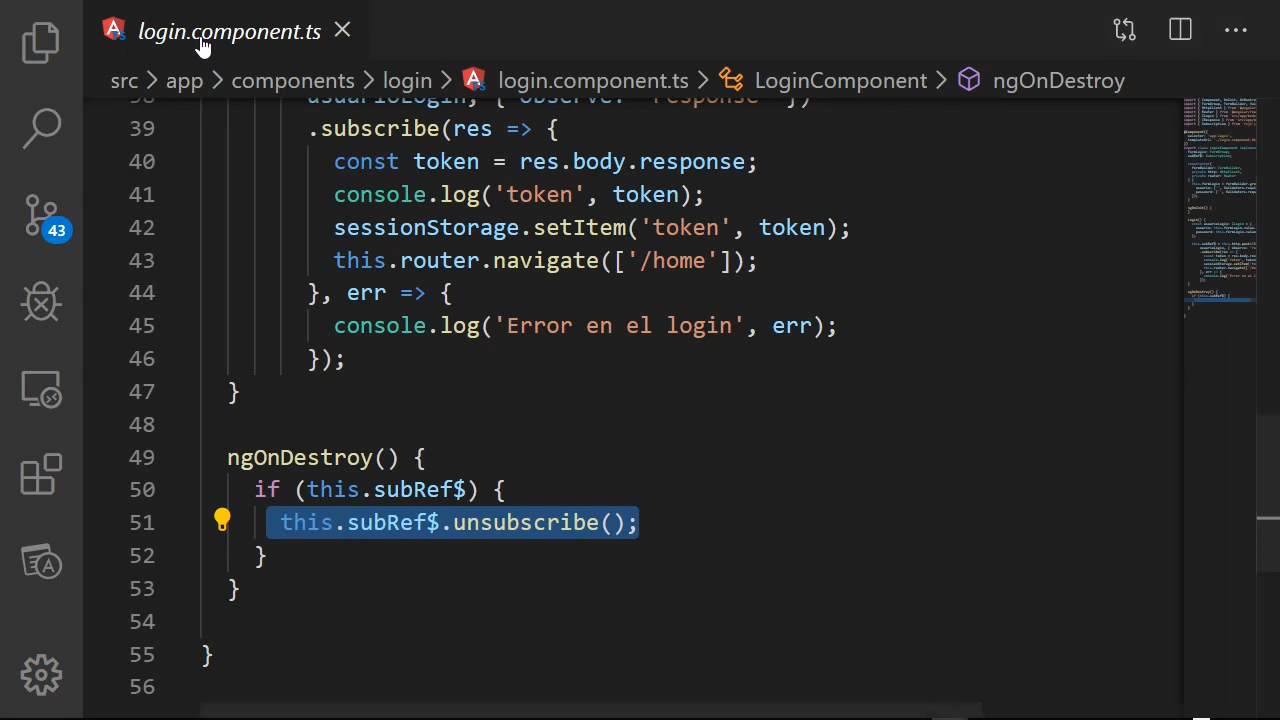 login.component.ts
src > app > components > login > login.component.ts > LoginComponent > ngOnDestroy
usuarioLogin, { observe: 'response' })
39 .subscribe(res => {
40 const token = res.body.response;
41 console.log('token', token);
42 sessionStorage.setItem('token', token);
43 this.router.navigate(['/home']);
44 }, err => {
45 console.log('Error en el login', err);
46 });
47 }
48
49 ngOnDestroy() {
50 if (this.subRef$) {
51 this.subRef$.unsubscribe();
52 }
53 }
54
55 }
56
43